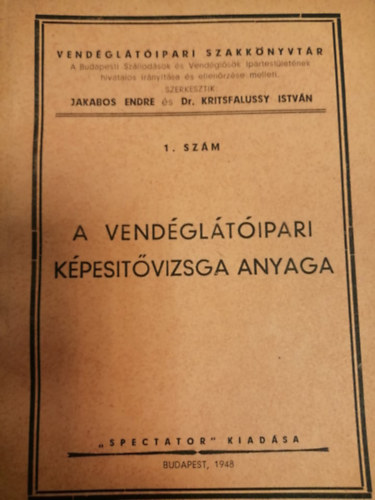 VENDÉGLÁTÓIPARI SZAKKÖNYVTÁR
A Budapesti Szállodások és Vendéglősök Ipartestületének
hivatalos irányítása és ellenőrzése mellett
SZERKESZTIK
JAKABOS ENDRE és Dr. KRITSFALUSSY ISTVÁN
1. SZÁM
A VENDÉGLÁTÓIPARI
KÉPESITŐVIZSGA ANYAGA
„SPECTATOR" KIADÁSA
BUDAPEST, 1948